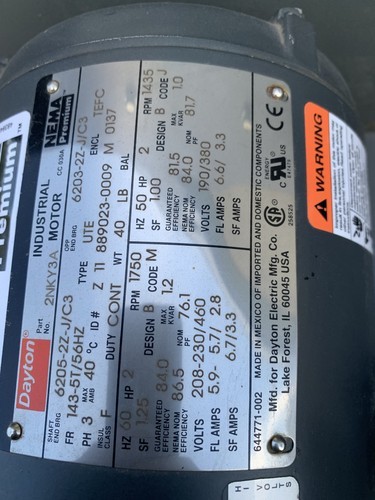 Dayton
INDUSTRIAL
Part No. 2NKY3A MOTOR
NEMA
Premium™
CC 030A
SHAFT END BRG 6205-2Z-J/C3 OPP END BRG 6203-2Z-J/C3
FR 143-5T/56HZ TYPE UTE ENCL TEFC
PH 3 MAX AMB 40 °C ID# Z 11 889023-0009 M 0137
INSUL CLASS F DUTY CONT WT 40 LB BAL
HZ 60 HP 2 RPM 1750
SF 1.25 DESIGN B CODE M
GUARANTEED EFFICIENCY 84.0 MAX KVAR 1.2
NEMA NOM EFFICIENCY 86.5 PF 76.1
VOLTS 208-230/460
FL AMPS 5.9- 5.7/ 2.8
SF AMPS 6.7/3.3
HZ 50 HP 2 RPM 1435
SF 1.00 DESIGN B CODE J
GUARANTEED EFFICIENCY 81.5 MAX KVAR 1.0
NEMA NOM EFFICIENCY 84.0 PF 81.7
VOLTS 190/380
FL AMPS 6.6/ 3.3
SF AMPS
644771-002 MADE IN MEXICO OF IMPORTED AND DOMESTIC COMPONENTS
Mfd. for Dayton Electric Mfg. Co.
Lake Forest, IL 60045 USA
258525
CE
WARNING
Premium™
HI VOLTS